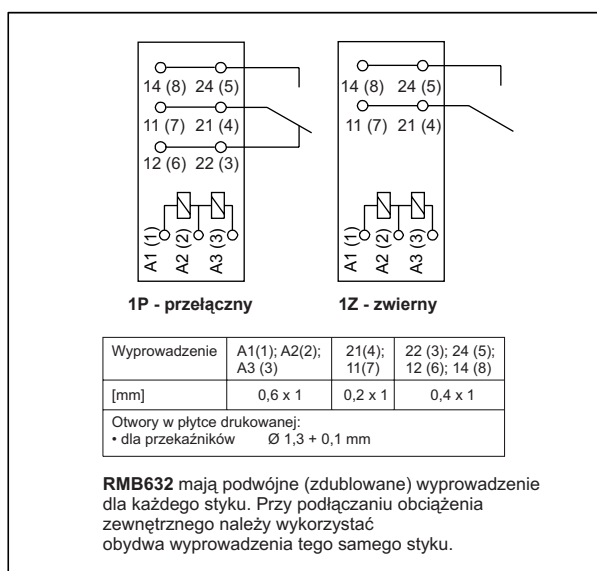 14 (8) 24 (5)
11 (7) 21 (4)
12 (6) 22 (3)
A1 (1)
A2 (2)
A3 (3)
1P - przełączny
14 (8) 24 (5)
11 (7) 21 (4)
A1 (1)
A2 (2)
A3 (3)
1Z - zwierny
Wyprowadzenie A1(1); A2(2); 21(4); 22 (3); 24 (5);
A3 (3) 11(7) 12 (6); 14 (8)
[mm] 0,6 x 1 0,2 x 1 0,4 x 1
Otwory w płytce drukowanej:
• dla przekaźników Ø 1,3 + 0,1 mm
RMB632 mają podwójne (zdublowane) wyprowadzenie
dla każdego styku. Przy podłączaniu obciążenia
zewnętrznego należy wykorzystać
obydwa wyprowadzenia tego samego styku.